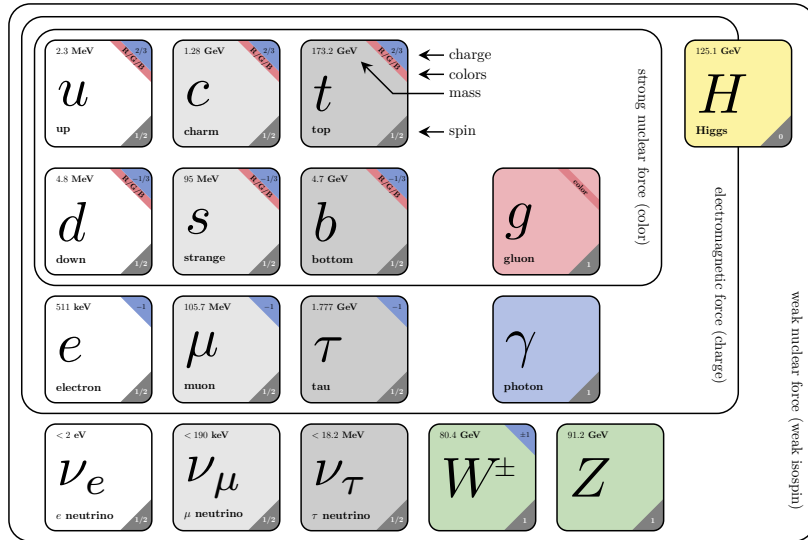 2.3 MeV
R/G/B
2/3
u
up
1/2
1.28 GeV
R/G/B
2/3
c
charm
1/2
173.2 GeV
R/G/B
2/3
t
top
1/2
charge
colors
mass
spin
strong nuclear force (color)
125.1 GeV
H
Higgs
0
4.8 MeV
R/G/B
−1/3
d
down
1/2
95 MeV
R/G/B
−1/3
s
strange
1/2
4.7 GeV
R/G/B
−1/3
b
bottom
1/2
color
g
gluon
1
electromagnetic force (charge)
511 keV
−1
e
electron
1/2
105.7 MeV
−1
μ
muon
1/2
1.777 GeV
−1
τ
tau
1/2
γ
photon
1
weak nuclear force (weak isospin)
< 2 eV
νe
e neutrino
1/2
< 190 keV
νμ
μ neutrino
1/2
< 18.2 MeV
ντ
τ neutrino
1/2
80.4 GeV
±1
W±
1
91.2 GeV
Z
1